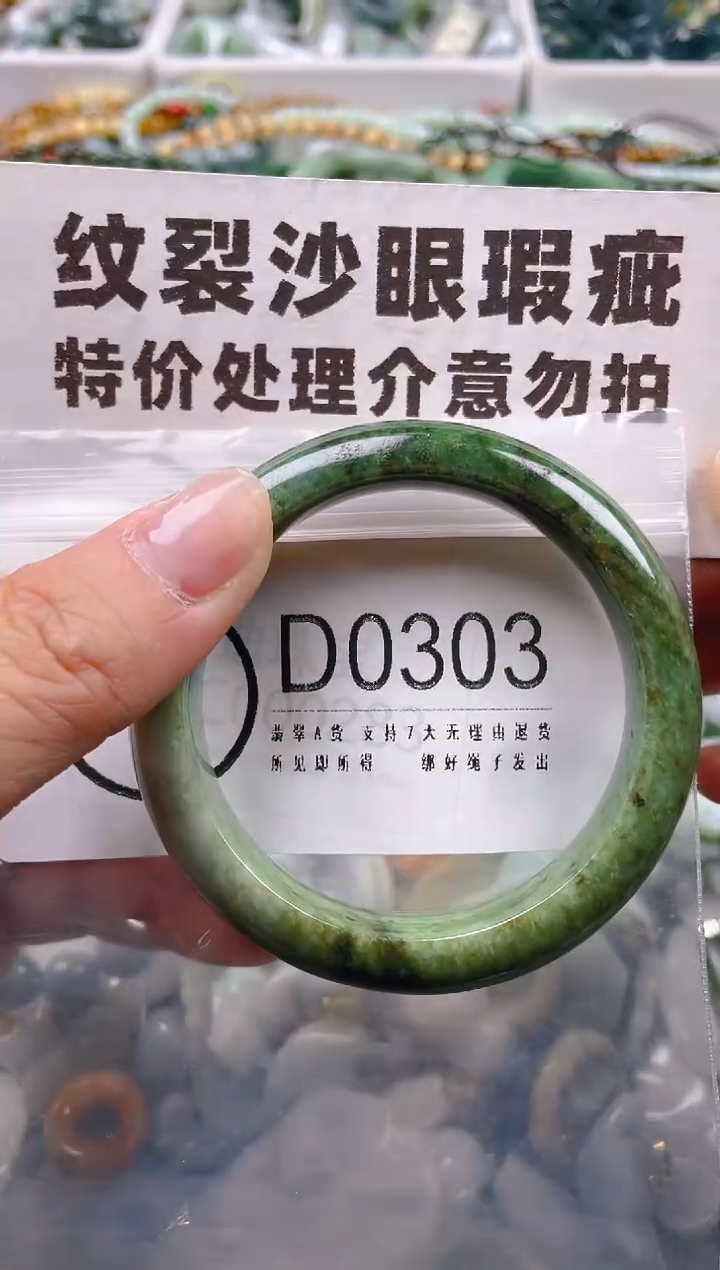 纹裂沙眼瑕疵
特价处理介意勿拍
D0303
翡翠A货 支持7大无理由退货
所见即所得 绑好绳子发出